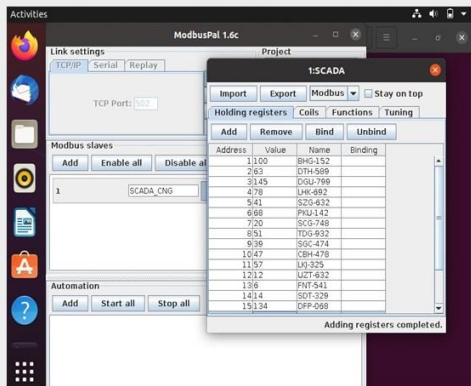 Activities
ModbusPal 1.6c
Link settings
Project
TCP/IP Serial Replay
TCP Port: 502
Modbus slaves
Add Enable all Disable al
1 SCADA_CNG
Automation
Add Start all Stop all
1:SCADA
Import Export Modbus Stay on top
Holding registers Coils Functions Tuning
Add Remove Bind Unbind
Address Value Name Binding
1 100 BHG-152
2 63 DTH-589
3 145 DGU-799
4 78 LHK-692
5 41 SZG-632
6 68 PKU-142
7 20 SCG-748
8 51 TDG-932
9 39 SGC-474
10 47 CBH-478
11 57 LKJ-325
12 12 UZT-632
13 6 FNT-541
14 14 SDT-329
15 134 DFP-068
Adding registers completed.